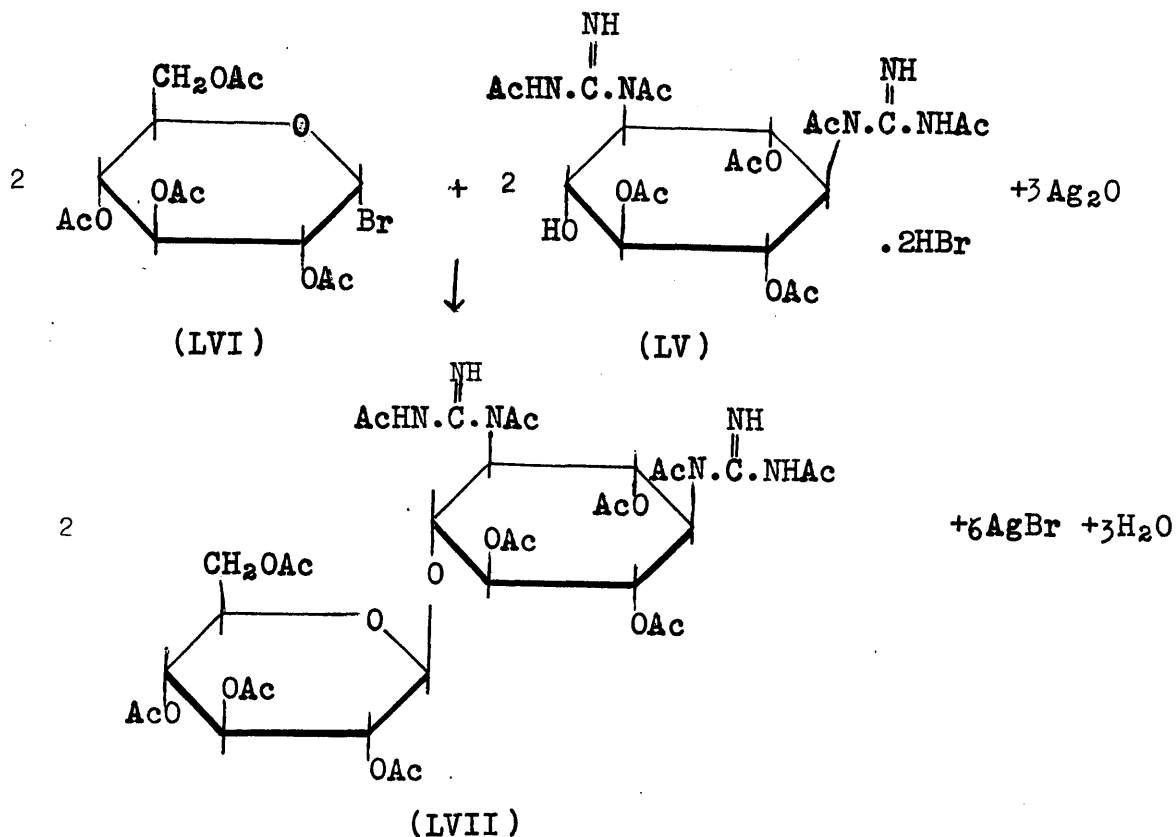 NH
||
CH₂OAc AcHN.C.NAc NH
||
O AcN.C.NHAc
AcO
2 + 2 +3Ag₂O
OAc OAc
AcO Br HO .2HBr
OAc OAc
(LVI) (LV)
NH
||
AcHN.C.NAc NH
||
AcN.C.NHAc
AcO
2 +6AgBr +3H₂O
OAc
CH₂OAc O
O OAc
OAc
AcO
OAc
(LVII)